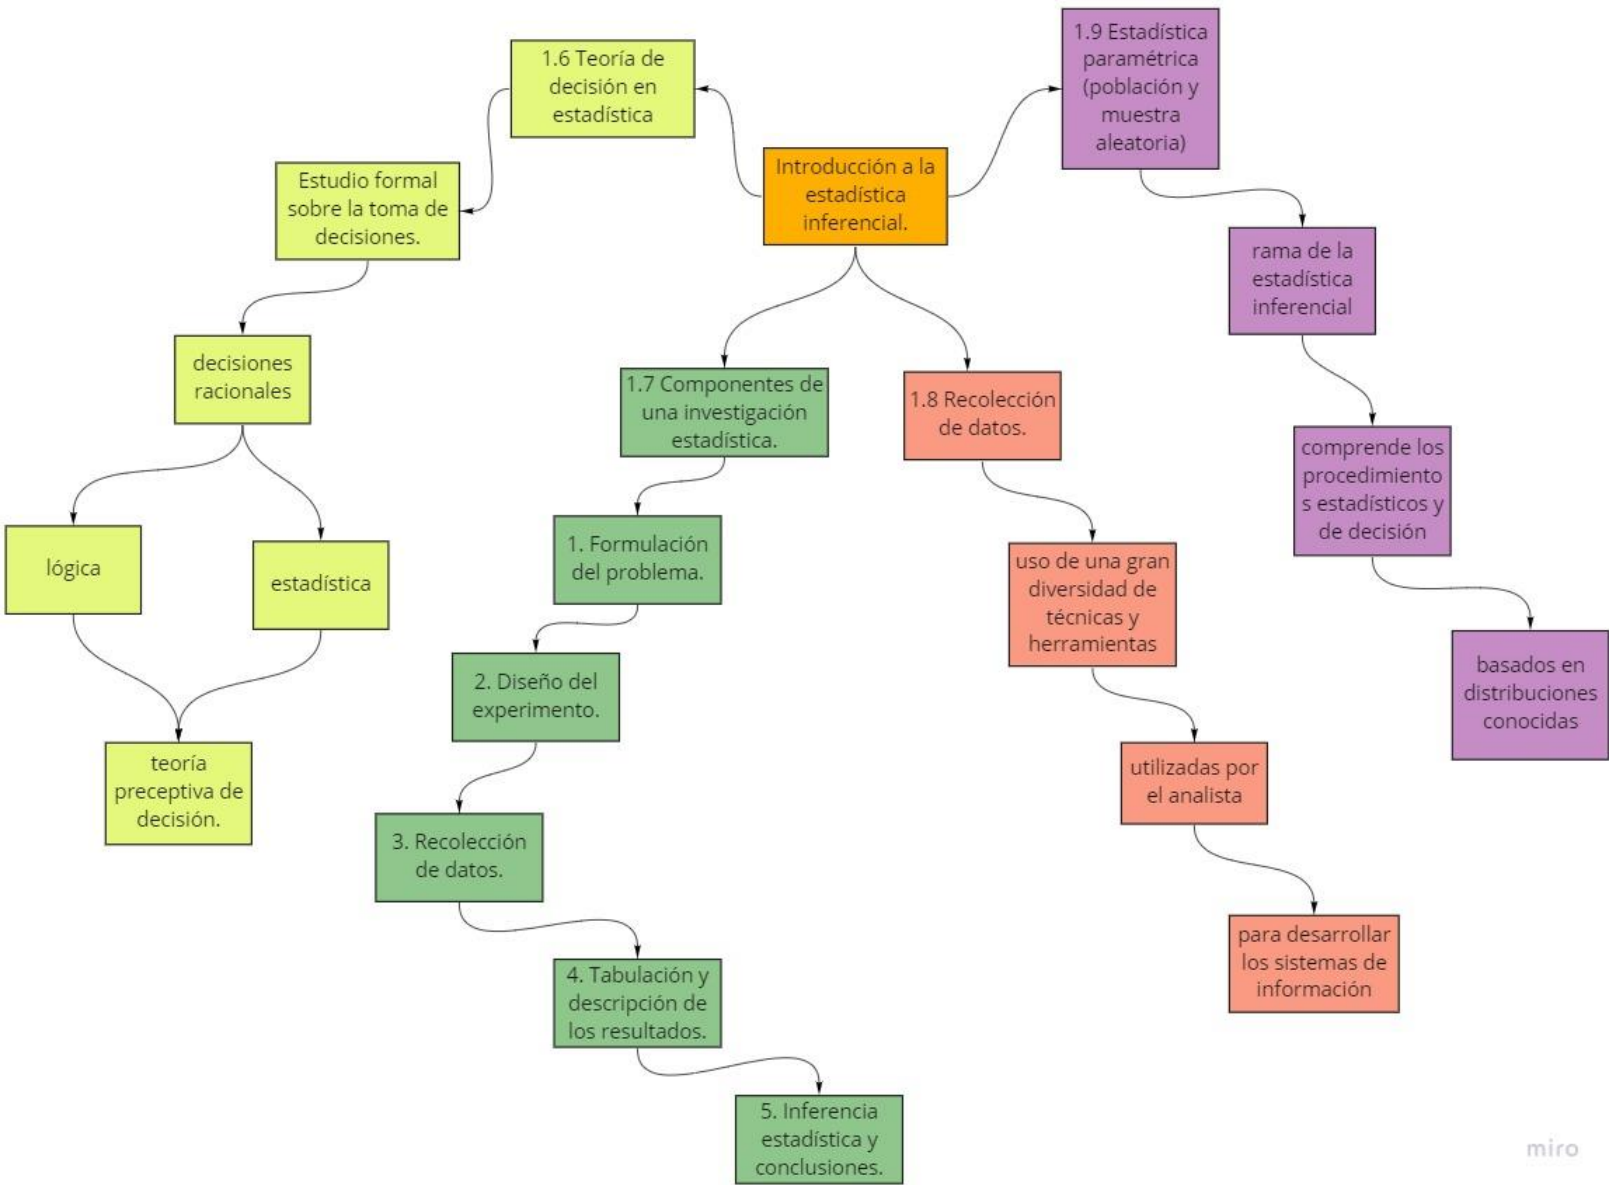 1.6 Teoría de
decisión en
estadística
1.9 Estadística
paramétrica
(población y
muestra
aleatoria)
Introducción a la
estadística
inferencial.
Estudio formal
sobre la toma de
decisiones.
rama de la
estadística
inferencial
decisiones
racionales
1.7 Componentes de
una investigación
estadística.
1.8 Recolección
de datos.
comprende los
procedimiento
s estadísticos y
de decisión
lógica
estadística
1. Formulación
del problema.
uso de una gran
diversidad de
técnicas y
herramientas
2. Diseño del
experimento.
basados en
distribuciones
conocidas
teoría
preceptiva de
decisión.
utilizadas por
el analista
3. Recolección
de datos.
para desarrollar
los sistemas de
información
4. Tabulación y
descripción de
los resultados.
5. Inferencia
estadística y
conclusiones.
miro